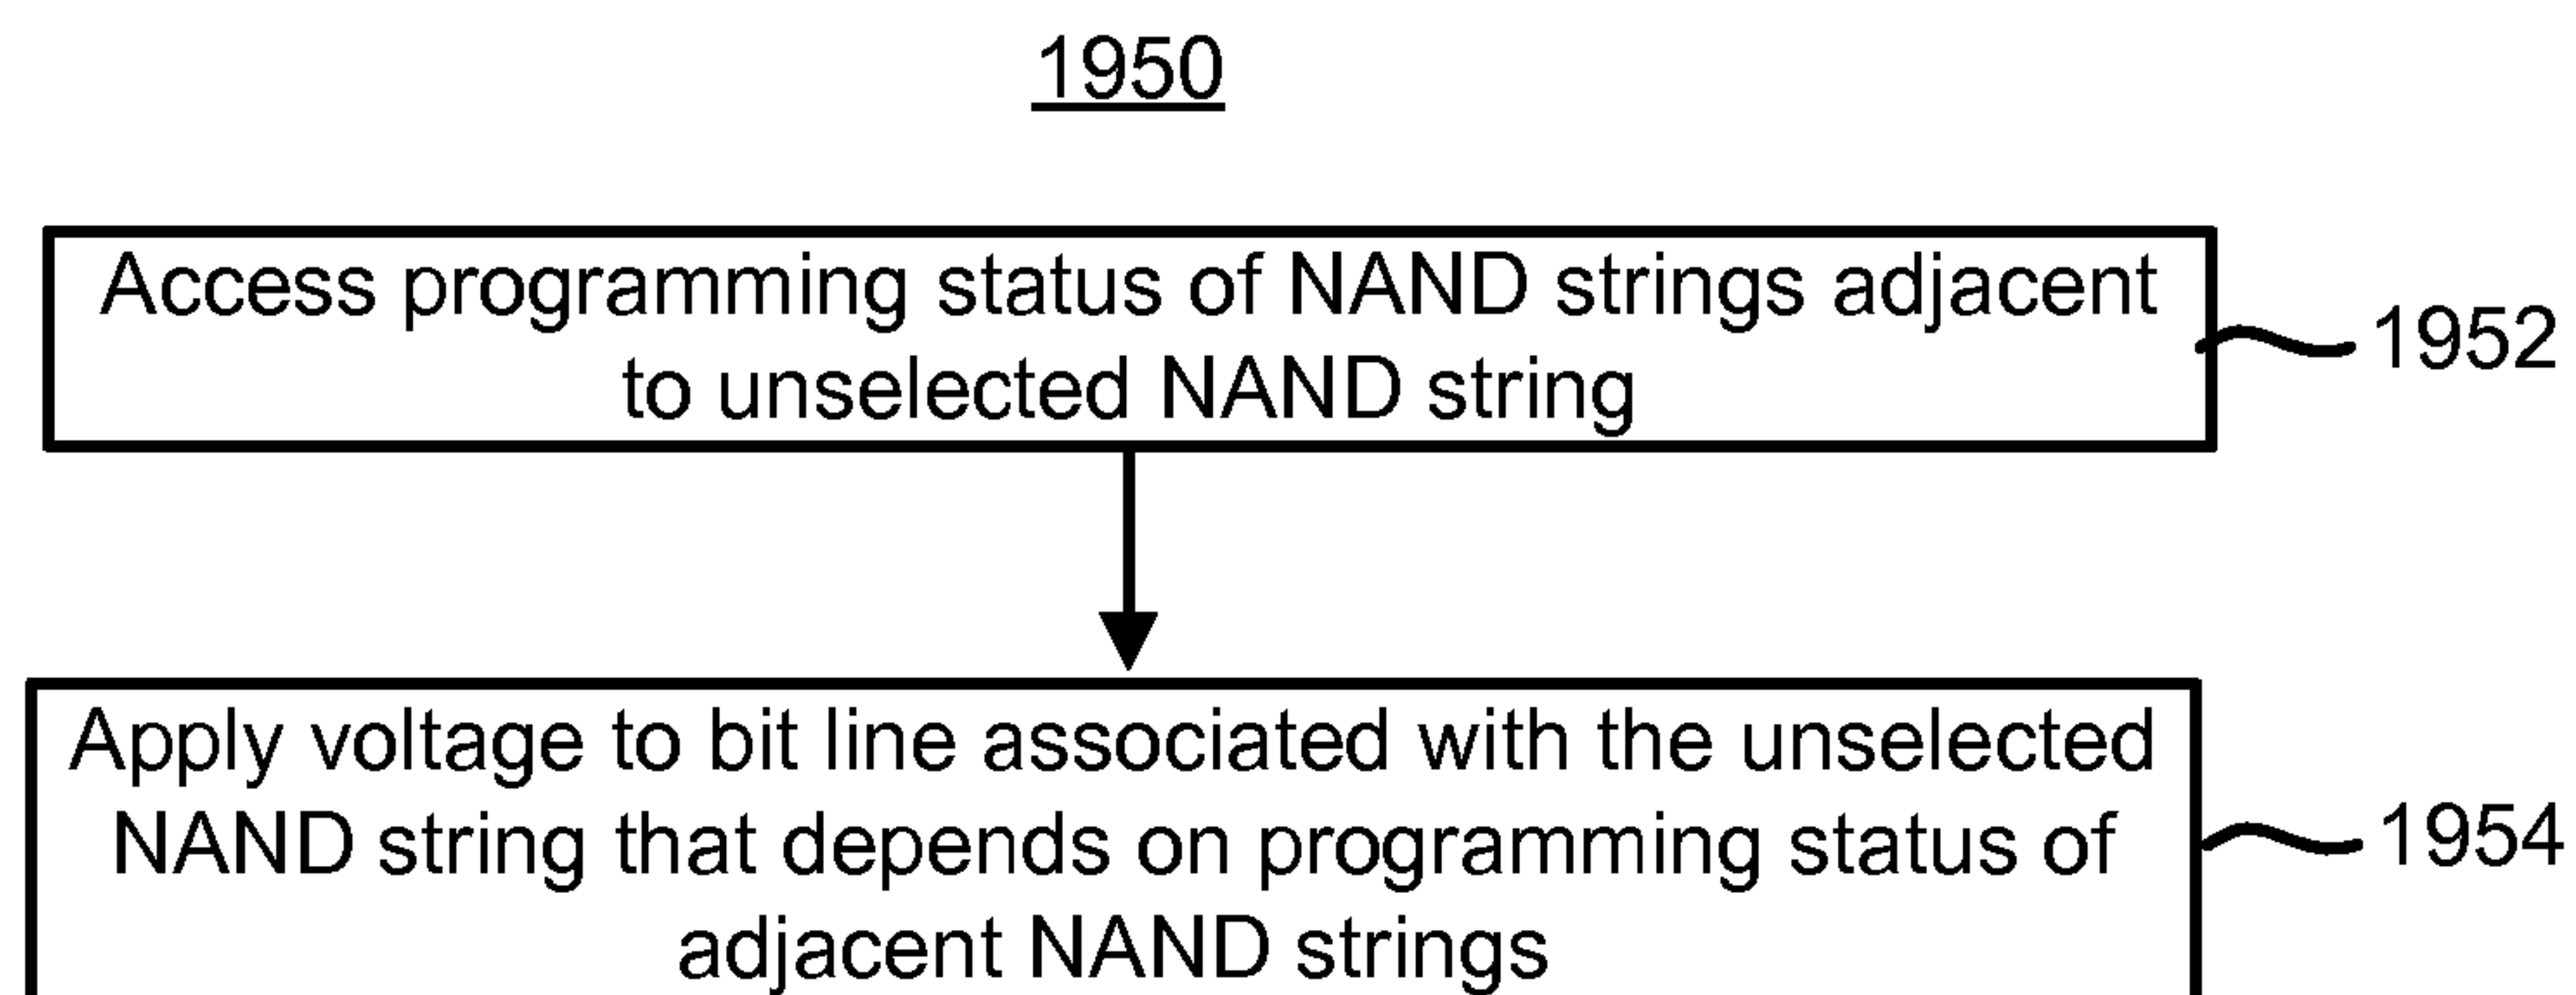 1950
Access programming status of NAND strings adjacent
to unselected NAND string
1952
Apply voltage to bit line associated with the unselected
NAND string that depends on programming status of
adjacent NAND strings
1954